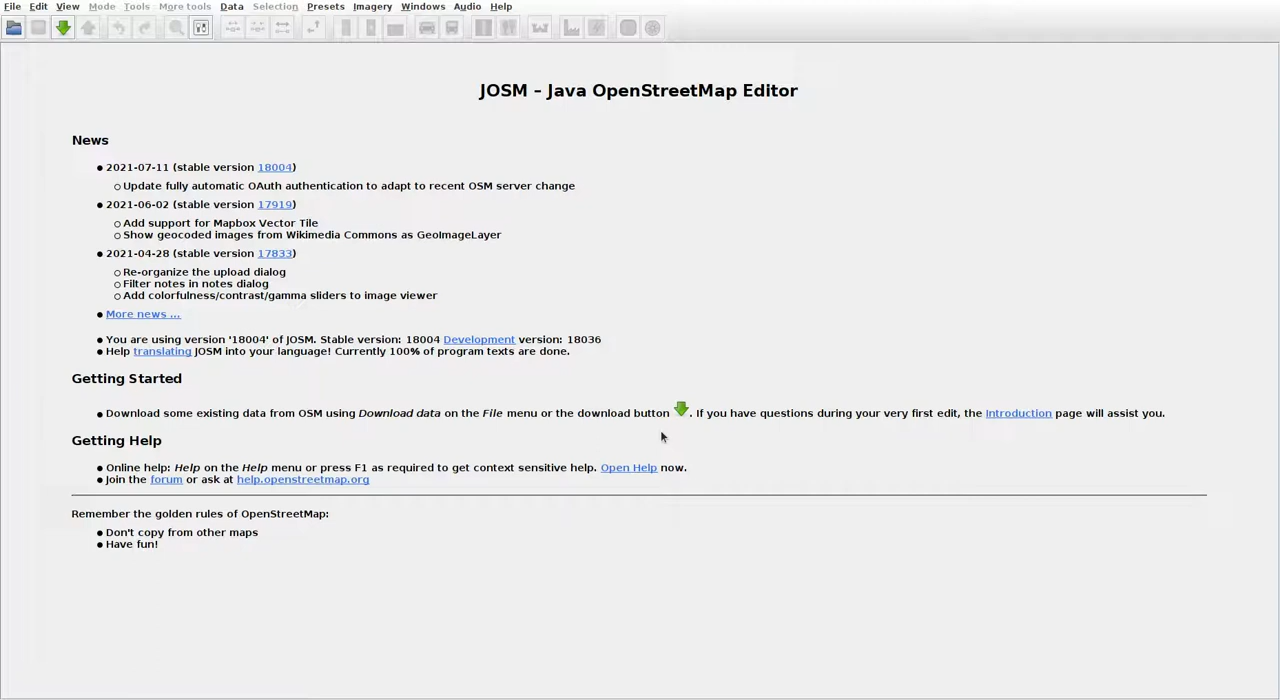 File Edit View Mode Tools More tools Data Selection Presets Imagery Windows Audio Help
JOSM – Java OpenStreetMap Editor
News
● 2021-07-11 (stable version 18004)
○ Update fully automatic OAuth authentication to adapt to recent OSM server change
● 2021-06-02 (stable version 17919)
○ Add support for Mapbox Vector Tile
○ Show geocoded images from Wikimedia Commons as GeoImageLayer
● 2021-04-28 (stable version 17833)
○ Re-organize the upload dialog
○ Filter notes in notes dialog
○ Add colorfulness/contrast/gamma sliders to image viewer
● More news ...
● You are using version '18004' of JOSM. Stable version: 18004 Development version: 18036
● Help translating JOSM into your language! Currently 100% of program texts are done.
Getting Started
● Download some existing data from OSM using Download data on the File menu or the download button . If you have questions during your very first edit, the Introduction page will assist you.
Getting Help
● Online help: Help on the Help menu or press F1 as required to get context sensitive help. Open Help now.
● Join the forum or ask at help.openstreetmap.org
Remember the golden rules of OpenStreetMap:
● Don't copy from other maps
● Have fun!